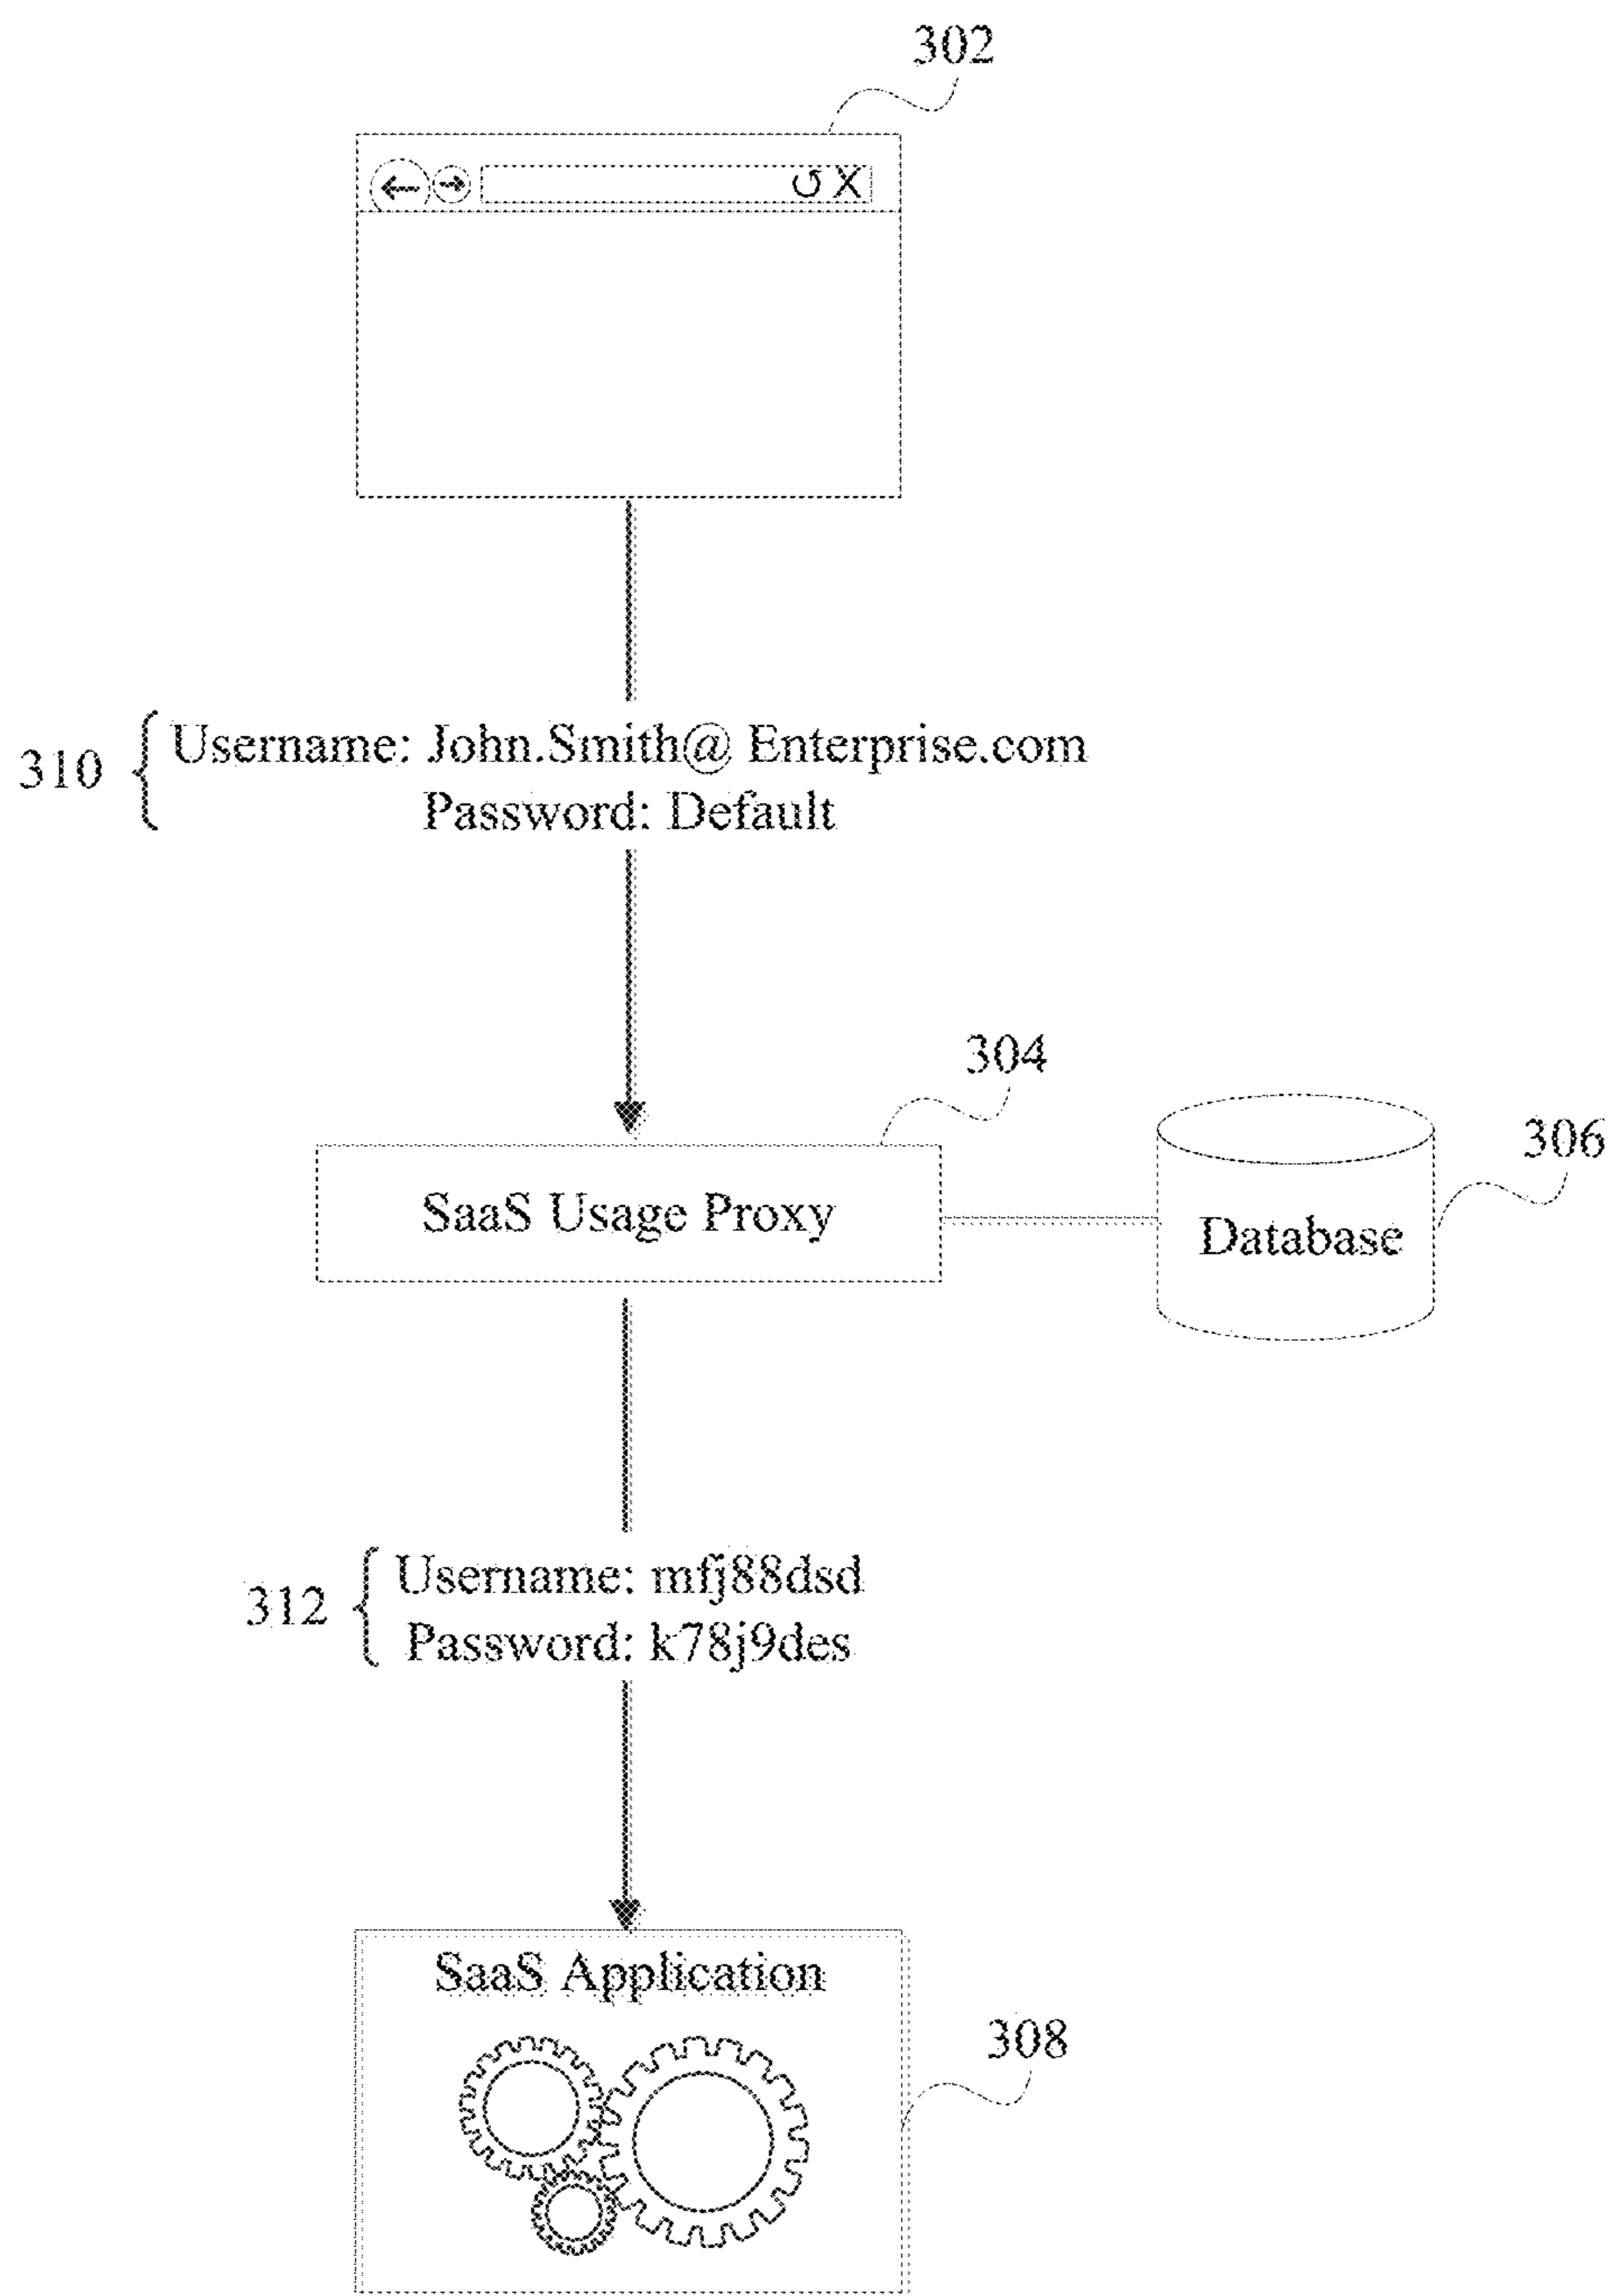 302
X
310
Username: John.Smith@ Enterprise.com
Password: Default
304
306
SaaS Usage Proxy
Database
312
Username: mfj88dsd
Password: k78j9des
SaaS Application
308